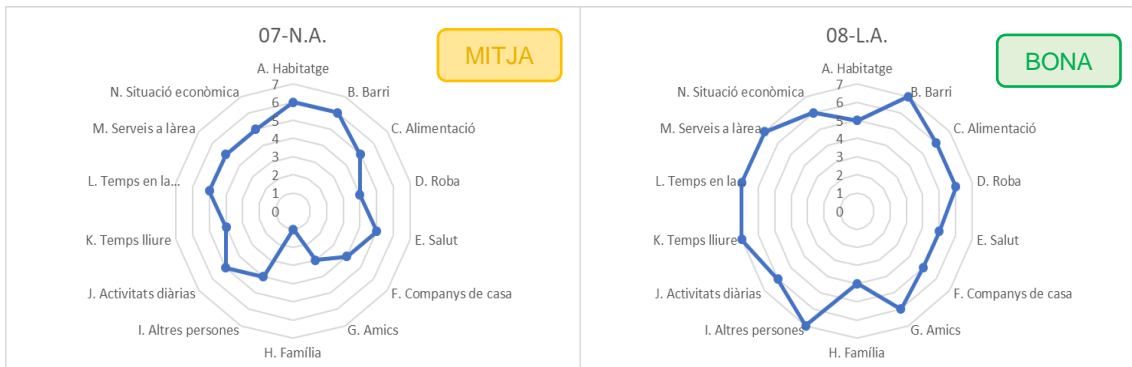 07-N.A.
MITJA
A. Habitatge
B. Barri
C. Alimentació
D. Roba
E. Salut
F. Companys de casa
G. Amics
H. Família
I. Altres persones
J. Activitats diàrias
K. Temps lliure
L. Temps en la...
M. Serveis a làrea
N. Situació econòmica
7
6
5
4
3
2
1
0
08-L.A.
BONA
A. Habitatge
B. Barri
C. Alimentació
D. Roba
E. Salut
F. Companys de casa
G. Amics
H. Família
I. Altres persones
J. Activitats diàrias
K. Temps lliure
L. Temps en la...
M. Serveis a làrea
N. Situació econòmica
7
6
5
4
3
2
1
0